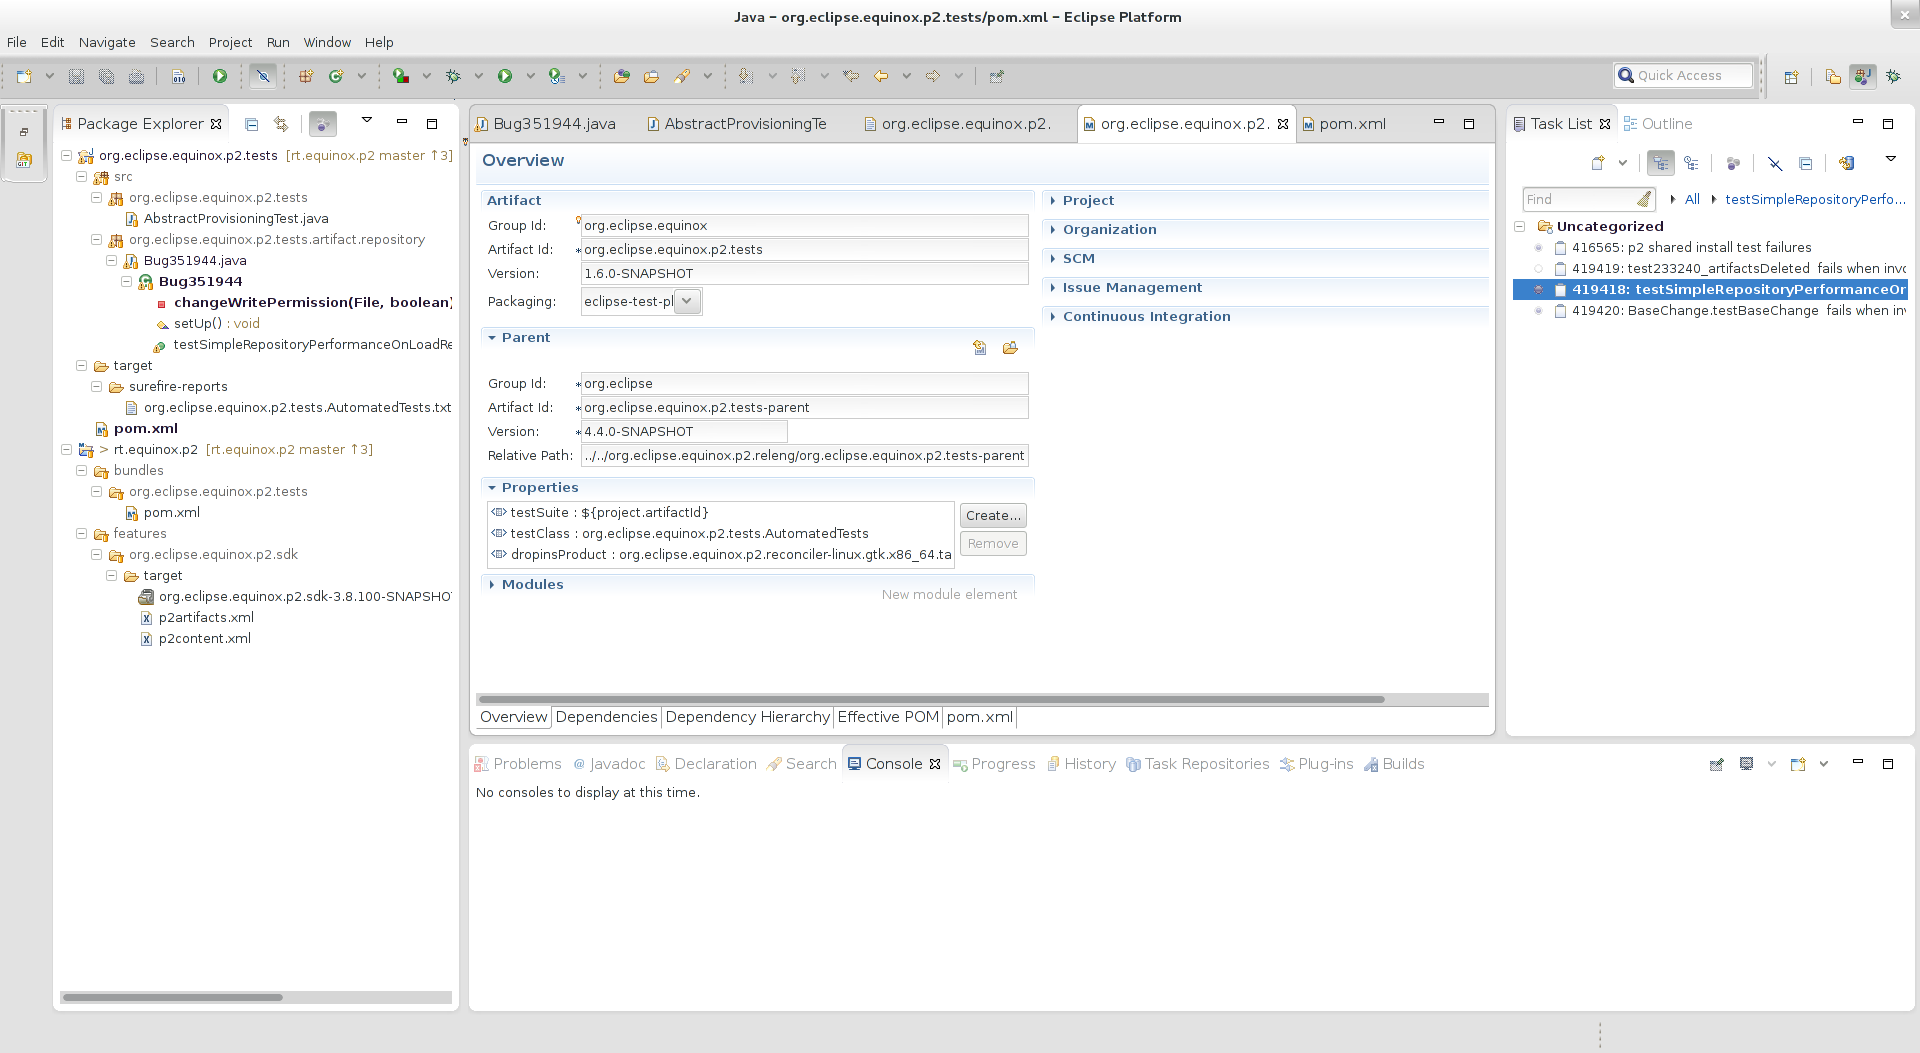 Java – org.eclipse.equinox.p2.tests/pom.xml – Eclipse Platform
File Edit Navigate Search Project Run Window Help
Quick Access
Package Explorer
org.eclipse.equinox.p2.tests [rt.equinox.p2 master ↑3]
src
org.eclipse.equinox.p2.tests
AbstractProvisioningTest.java
org.eclipse.equinox.p2.tests.artifact.repository
Bug351944.java
Bug351944
changeWritePermission(File, boolean)
setUp() : void
testSimpleRepositoryPerformanceOnLoadRe
target
surefire-reports
org.eclipse.equinox.p2.tests.AutomatedTests.txt
pom.xml
> rt.equinox.p2 [rt.equinox.p2 master ↑3]
bundles
org.eclipse.equinox.p2.tests
pom.xml
features
org.eclipse.equinox.p2.sdk
target
org.eclipse.equinox.p2.sdk-3.8.100-SNAPSHO
p2artifacts.xml
p2content.xml
Bug351944.java AbstractProvisioningTe org.eclipse.equinox.p2. org.eclipse.equinox.p2. pom.xml
Overview
Artifact
Group Id: org.eclipse.equinox
Artifact Id: *org.eclipse.equinox.p2.tests
Version: 1.6.0-SNAPSHOT
Packaging: eclipse-test-pl
Parent
Group Id: *org.eclipse
Artifact Id: *org.eclipse.equinox.p2.tests-parent
Version: *4.4.0-SNAPSHOT
Relative Path: ../../org.eclipse.equinox.p2.releng/org.eclipse.equinox.p2.tests-parent
Properties
testSuite : ${project.artifactId}
testClass : org.eclipse.equinox.p2.tests.AutomatedTests
dropinsProduct : org.eclipse.equinox.p2.reconciler-linux.gtk.x86_64.ta
Create...
Remove
Modules
New module element
Project
Organization
SCM
Issue Management
Continuous Integration
Overview Dependencies Dependency Hierarchy Effective POM pom.xml
Task List Outline
Find All testSimpleRepositoryPerfo...
Uncategorized
416565: p2 shared install test failures
419419: test233240_artifactsDeleted fails when invo
419418: testSimpleRepositoryPerformanceOr
419420: BaseChange.testBaseChange fails when inv
Problems @ Javadoc Declaration Search Console Progress History Task Repositories Plug-ins Builds
No consoles to display at this time.